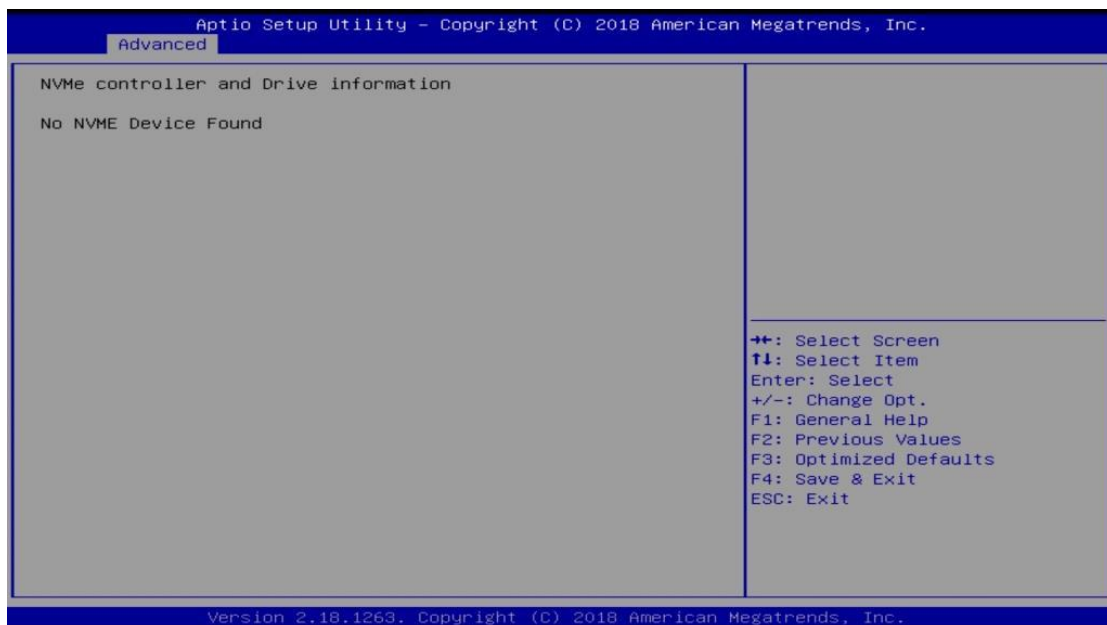 Aptio Setup Utility – Copyright (C) 2018 American Megatrends, Inc.
Advanced
NVMe controller and Drive information
No NVME Device Found
→←: Select Screen
↑↓: Select Item
Enter: Select
+/-: Change Opt.
F1: General Help
F2: Previous Values
F3: Optimized Defaults
F4: Save & Exit
ESC: Exit
Version 2.18.1263. Copyright (C) 2018 American Megatrends, Inc.